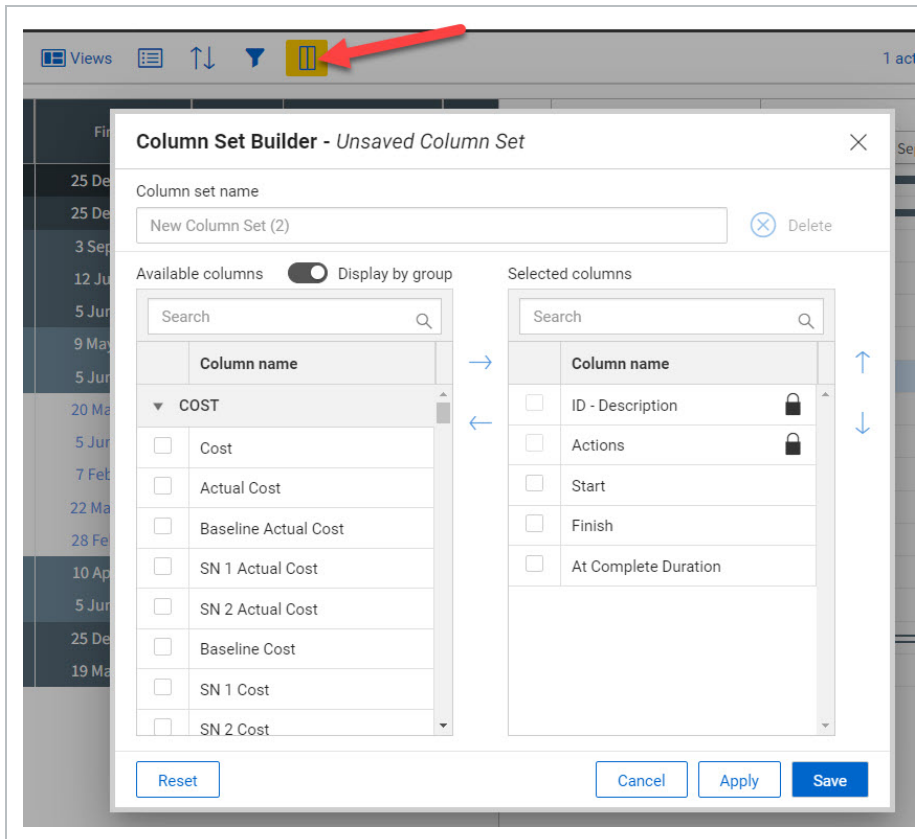 Views
1 act
Fin
Sep
Column Set Builder - Unsaved Column Set
Column set name
New Column Set (2)
Delete
Available columns
Display by group
Selected columns
Search
Search
Column name
Column name
COST
Cost
Actual Cost
Baseline Actual Cost
SN 1 Actual Cost
SN 2 Actual Cost
Baseline Cost
SN 1 Cost
SN 2 Cost
ID - Description
Actions
Start
Finish
At Complete Duration
Reset
Cancel
Apply
Save
25 De
25 De
3 Sep
12 Ju
5 Jun
9 May
5 Jun
20 Ma
5 Jun
7 Feb
22 Ma
28 Fe
10 Ap
5 Jun
25 De
19 Ma